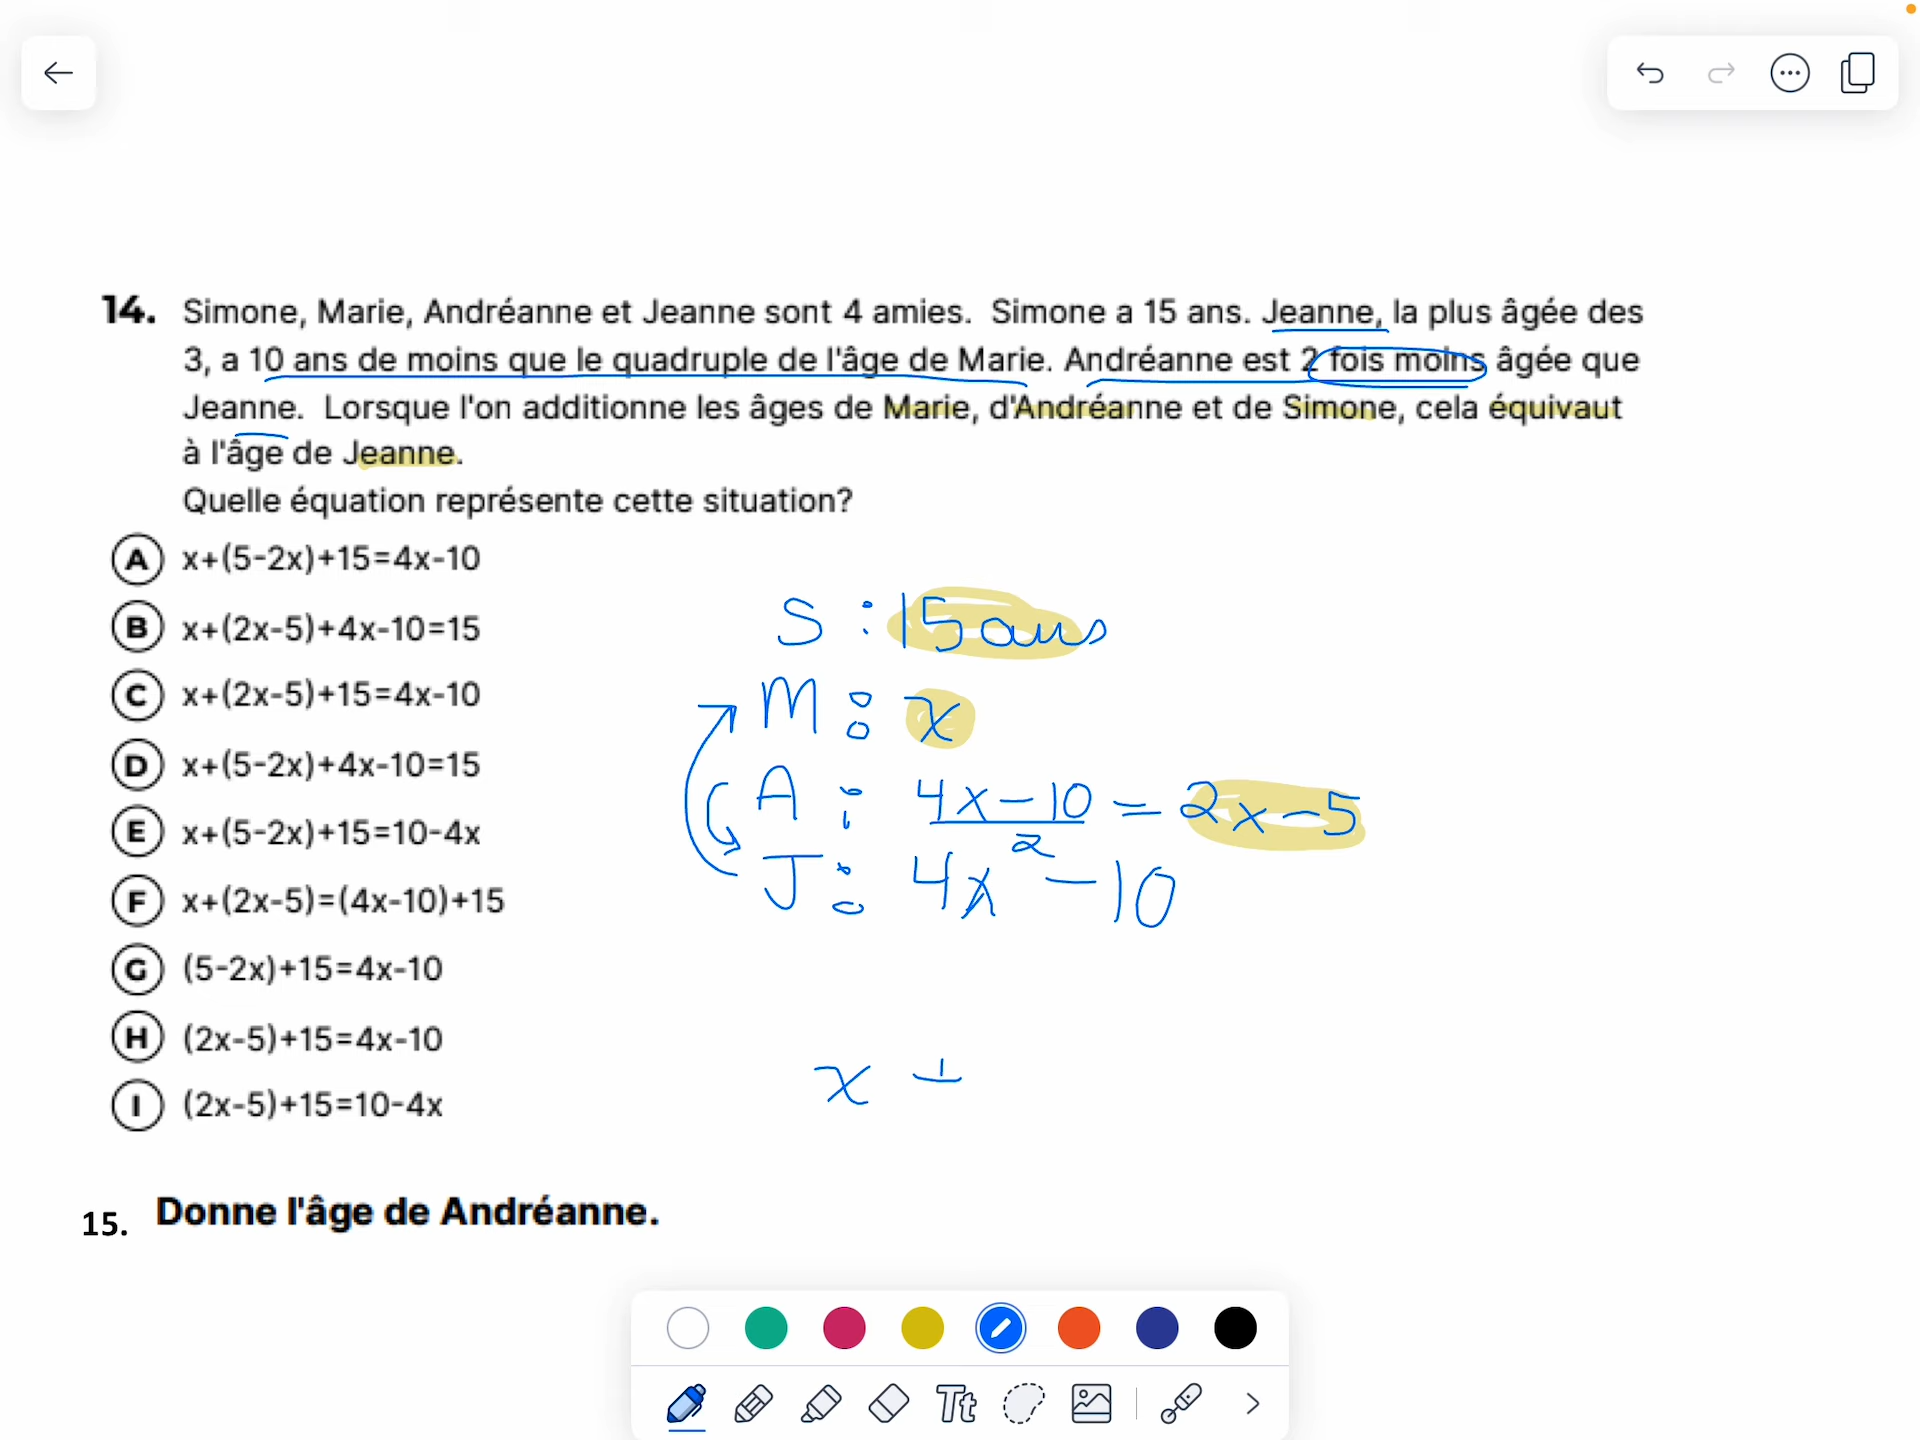 14. Simone, Marie, Andréanne et Jeanne sont 4 amies. Simone a 15 ans. Jeanne, la plus âgée des
3, a 10 ans de moins que le quadruple de l'âge de Marie. Andréanne est 2 fois moins âgée que
Jeanne. Lorsque l'on additionne les âges de Marie, d'Andréanne et de Simone, cela équivaut
à l'âge de Jeanne.
Quelle équation représente cette situation?
A x+(5-2x)+15=4x-10
B x+(2x-5)+4x-10=15
C x+(2x-5)+15=4x-10
D x+(5-2x)+4x-10=15
E x+(5-2x)+15=10-4x
F x+(2x-5)=(4x-10)+15
G (5-2x)+15=4x-10
H (2x-5)+15=4x-10
I (2x-5)+15=10-4x
S : 15 ans
M : x
A : 4x-10 = 2x-5
2
J : 4x-10
x +
15. Donne l'âge de Andréanne.
Tt